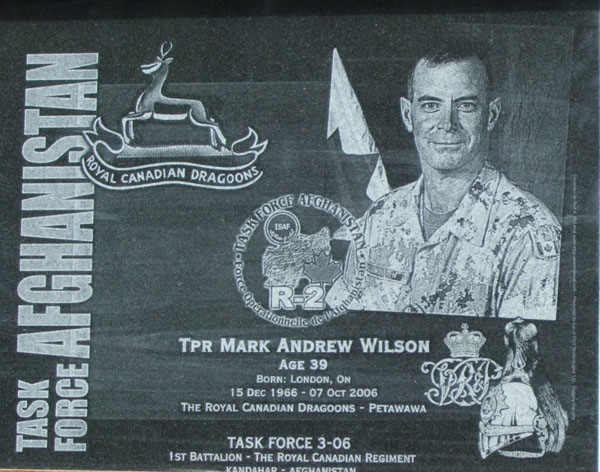 TASK
FORCE
AFGHANISTAN
ROYAL CANADIAN DRAGOONS
TASK FORCE AFGHANISTAN
ISAF
R-2
Force Opérationnelle de l'Afghanistan
TPR MARK ANDREW WILSON
AGE 39
BORN: LONDON, ON
15 DEC 1966 - 07 OCT 2006
THE ROYAL CANADIAN DRAGOONS - PETAWAWA
TASK FORCE 3-06
1ST BATTALION - THE ROYAL CANADIAN REGIMENT
KANDAHAR - AFGHANISTAN